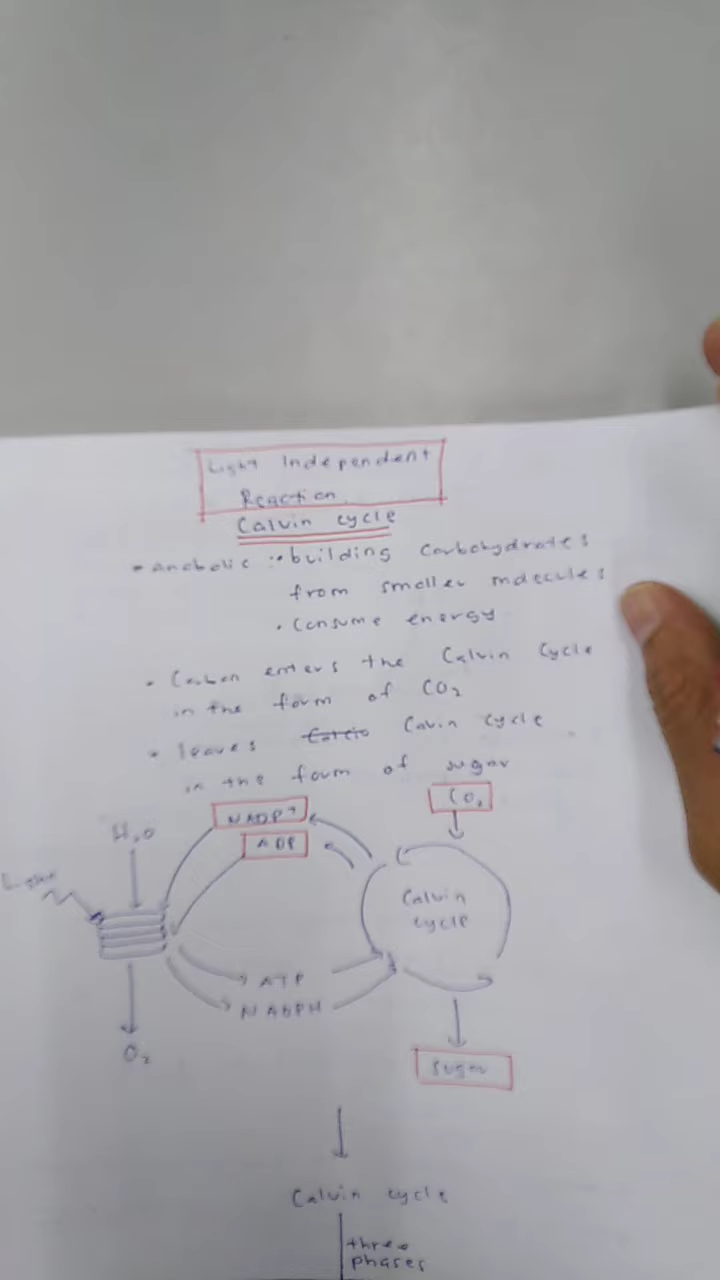 Light Independent
Reaction
Calvin cycle
• anabolic :• building Carbohydrates
from smaller molecules
• Consume energy
• Carbon enters the Calvin Cycle
in the form of CO₂
• leaves Cavin cycle
in the form of sugar
NADP⁺
CO₂
H₂O
ADP
Light
Calvin
cycle
ATP
NADPH
O₂
sugar
Calvin cycle
three
phases